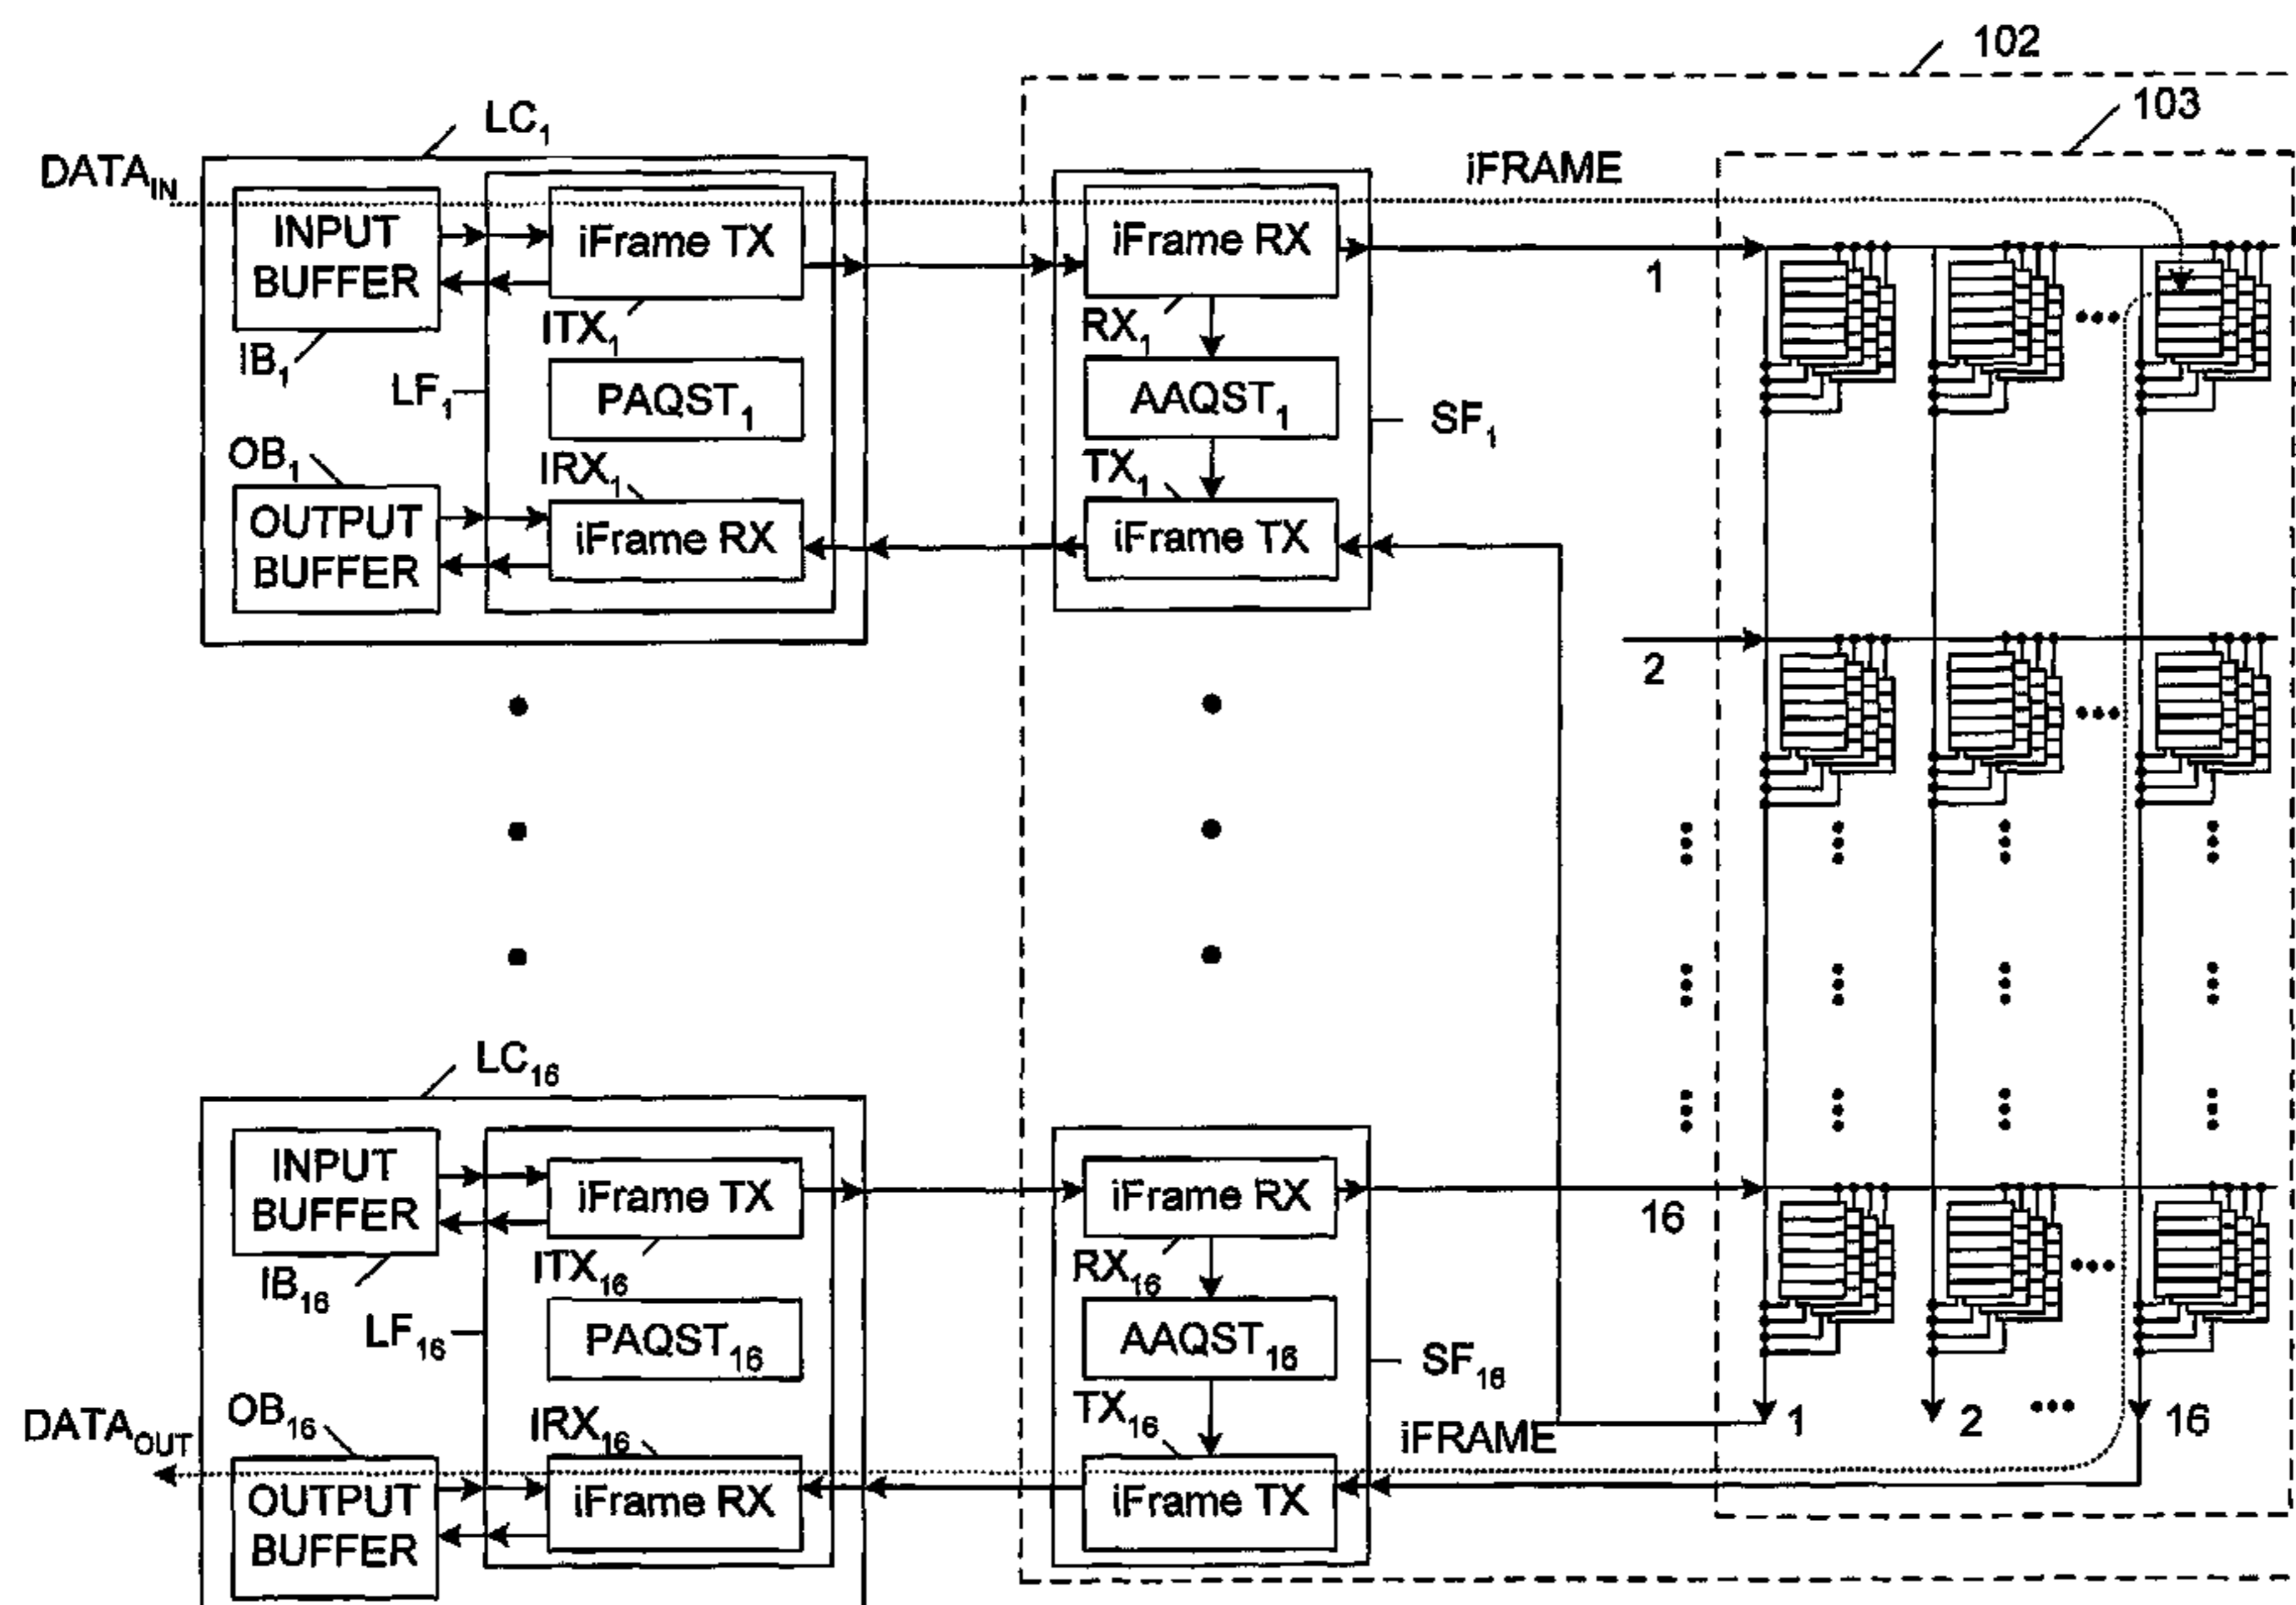 102
103
LC1
DATAIN
iFRAME
INPUT
BUFFER
iFrame TX
iFrame RX
1
IB1
ITX1
RX1
LF1
PAQST1
AAQST1
SF1
OB1
IRX1
TX1
OUTPUT
BUFFER
iFrame RX
iFrame TX
2
LC16
INPUT
BUFFER
iFrame TX
iFrame RX
16
IB16
ITX16
RX16
LF16
PAQST16
AAQST16
SF16
OB16
IRX16
TX16
DATAOUT
iFRAME
1
2
16
OUTPUT
BUFFER
iFrame RX
iFrame TX